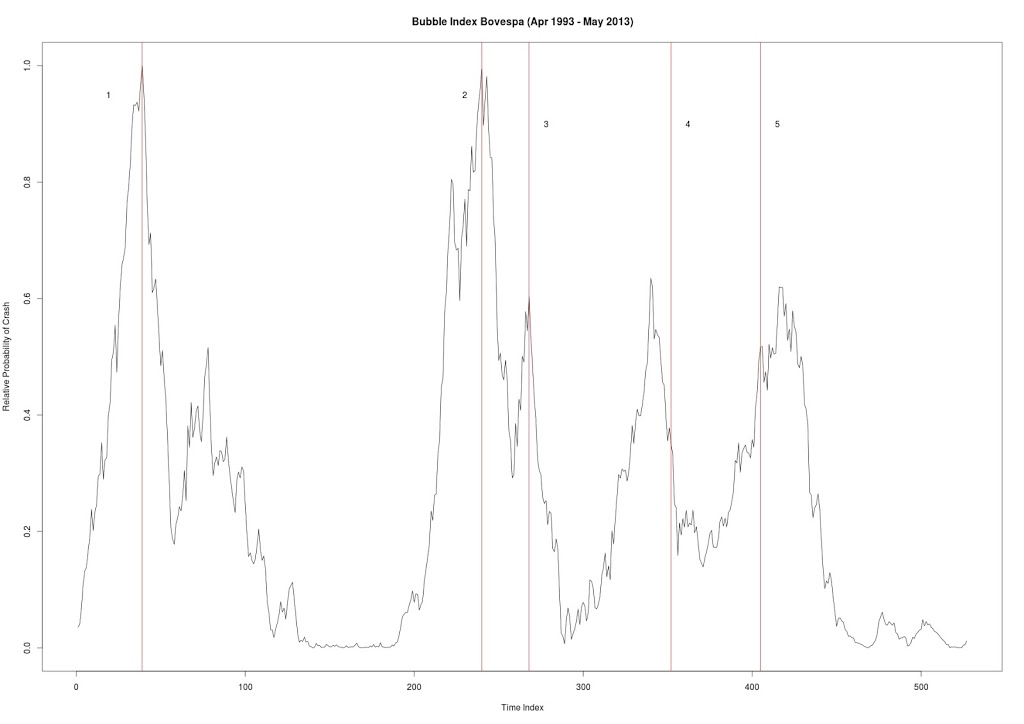 Bubble Index Bovespa (Apr 1993 - May 2013)
Relative Probability of Crash
1.0
0.8
0.6
0.4
0.2
0.0
1
2
3
4
5
0 100 200 300 400 500
Time Index